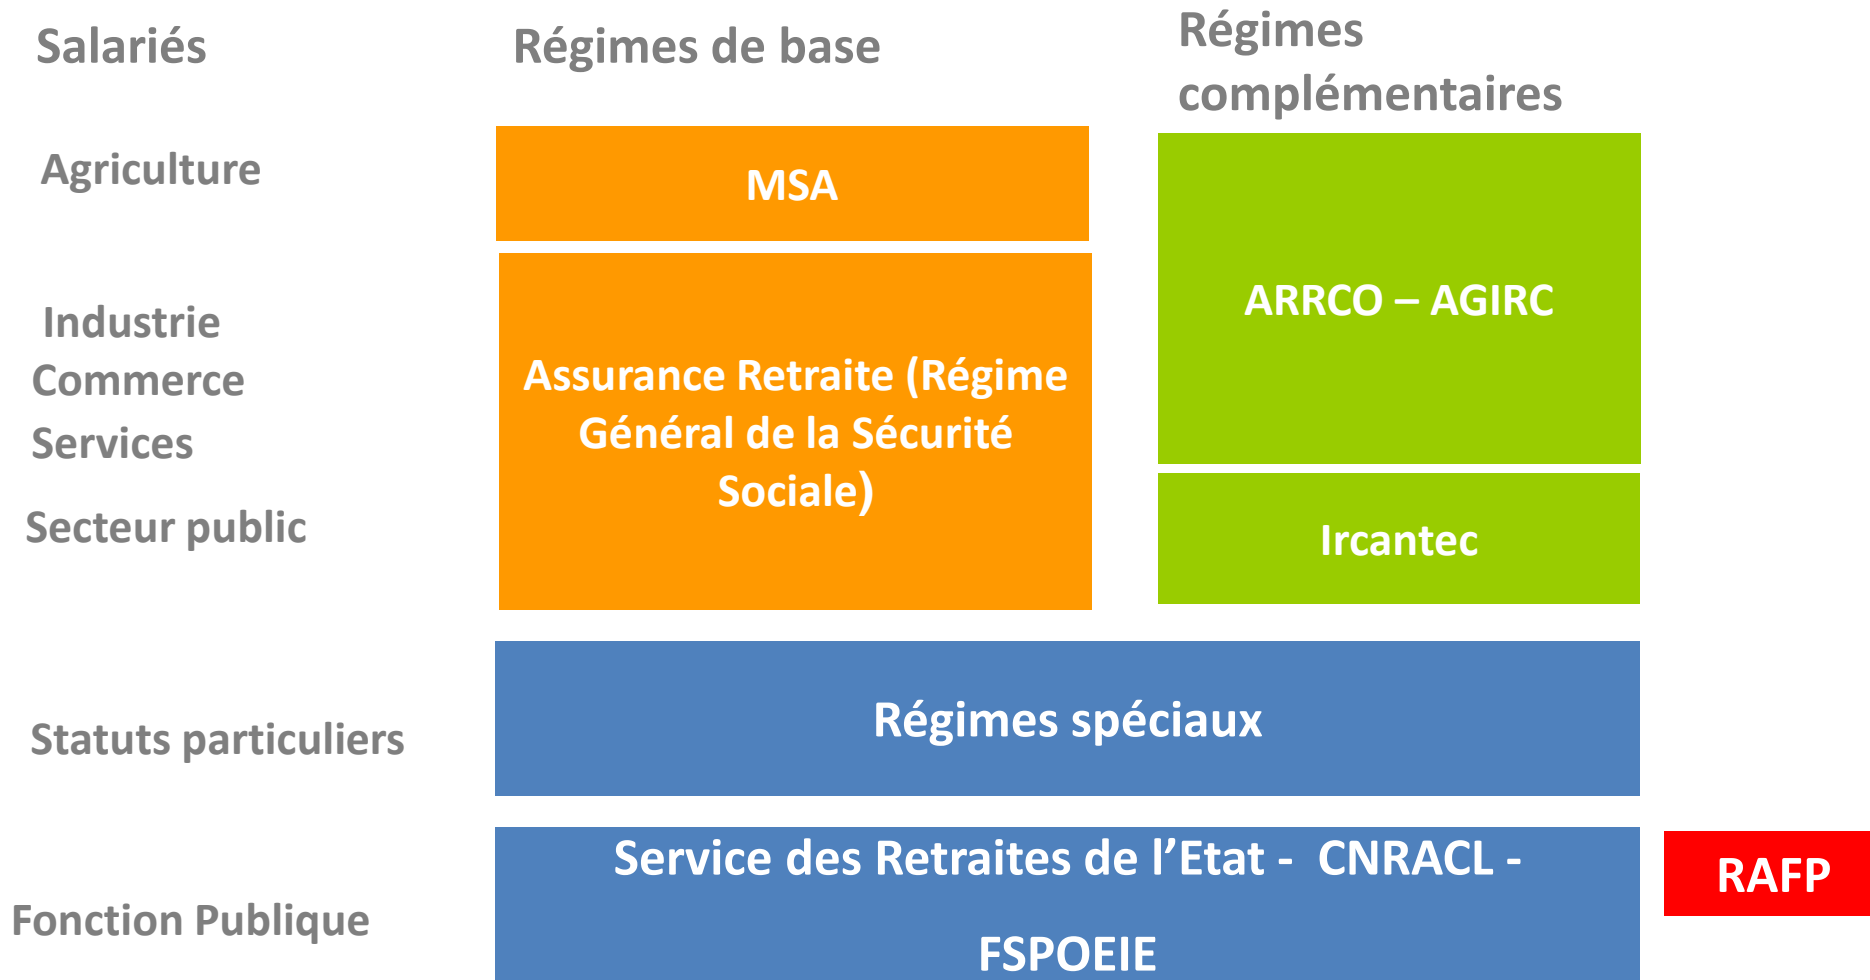 Salariés
Régimes de base
Régimes
complémentaires
Agriculture
MSA
ARRCO – AGIRC
Industrie
Commerce
Services
Secteur public
Assurance Retraite (Régime
Général de la Sécurité
Sociale)
Ircantec
Statuts particuliers
Régimes spéciaux
Fonction Publique
Service des Retraites de l’Etat -  CNRACL -
FSPOEIE
RAFP